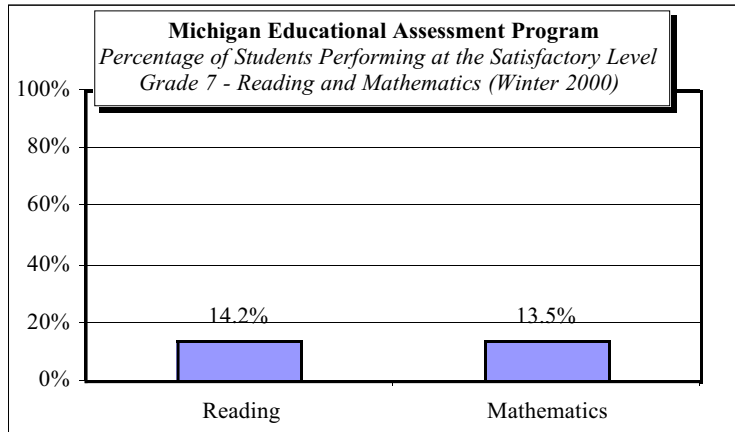 Michigan Educational Assessment Program
Percentage of Students Performing at the Satisfactory Level
Grade 7 - Reading and Mathematics (Winter 2000)
100%
80%
60%
40%
20%
0%
14.2%
13.5%
Reading
Mathematics